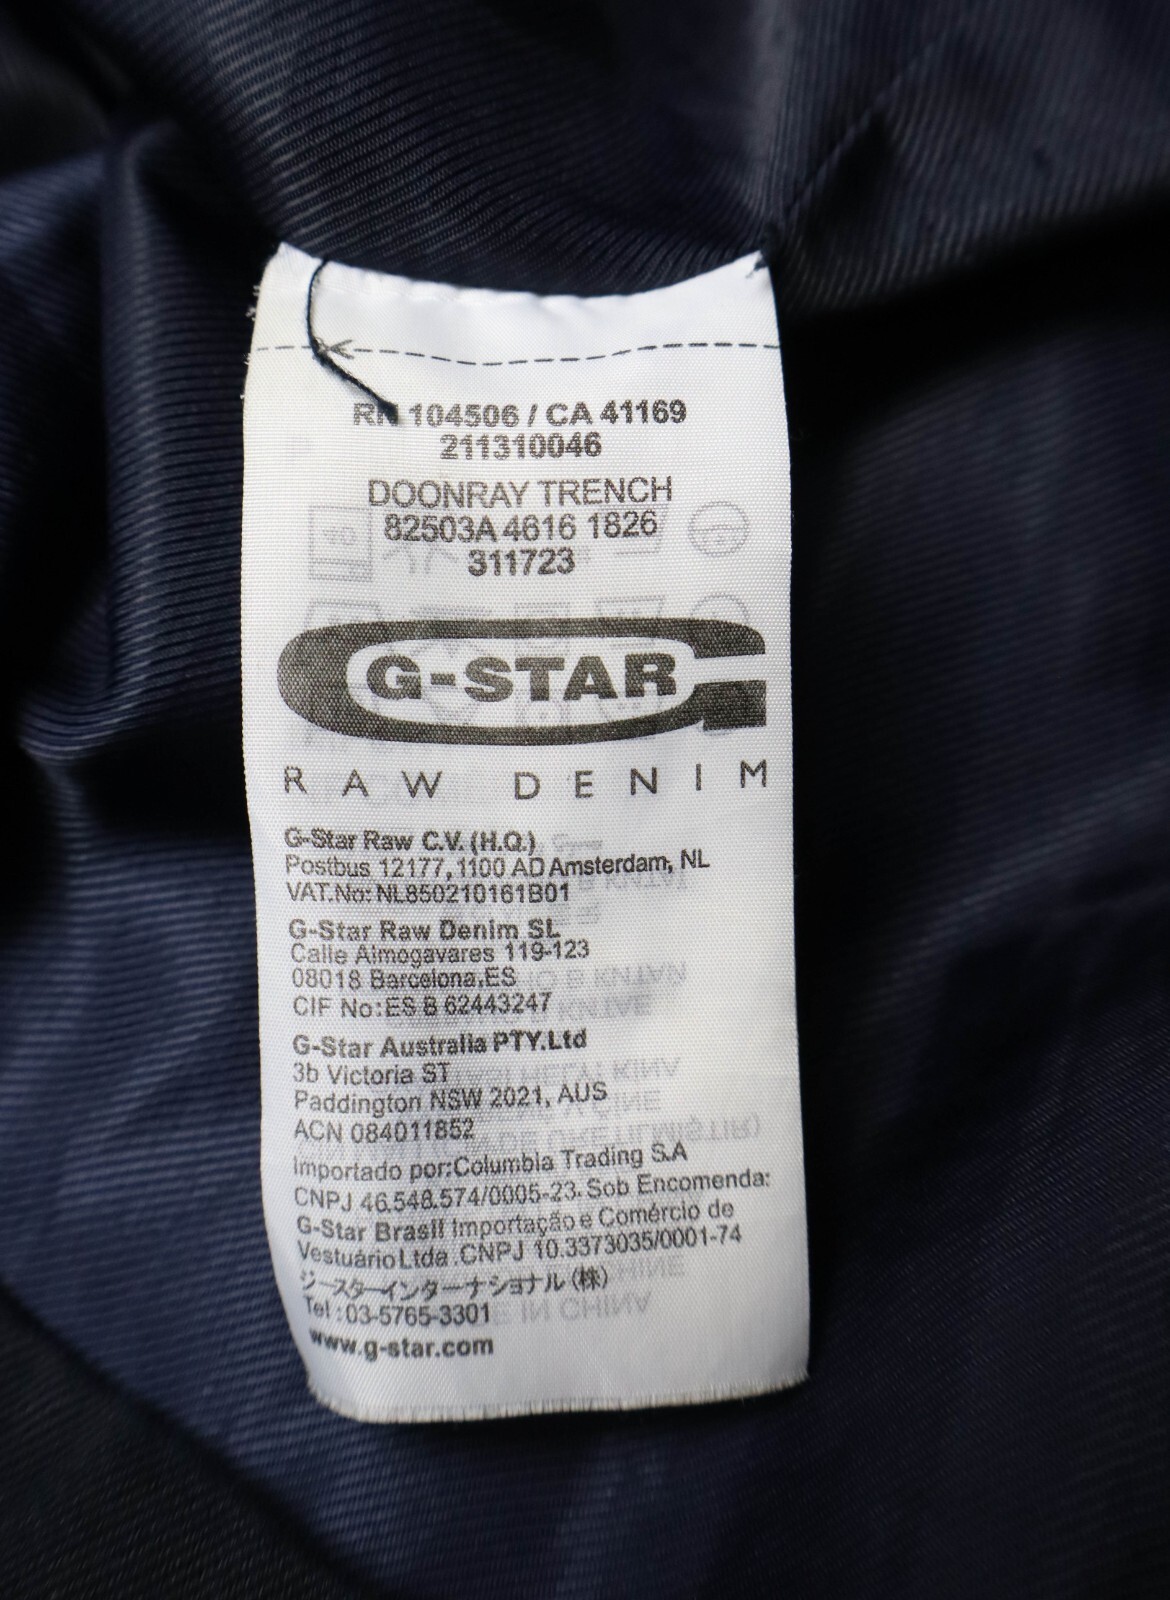 RN 104506 / CA 41169
211310046
DOONRAY TRENCH
82503A 4616 1826
311723
G-STAR
RAW DENIM
G-Star Raw C.V. (H.Q.)
Postbus 12177, 1100 AD Amsterdam, NL
VAT.No: NL850210161B01
G-Star Raw Denim SL
Calle Almogavares 119-123
08018 Barcelona,ES
CIF No: ES B 62443247
G-Star Australia PTY.Ltd
3b Victoria ST
Paddington NSW 2021, AUS
ACN 084011852
Importado por:Columbia Trading S.A
CNPJ 46.548.574/0005-23. Sob Encomenda:
G-Star Brasil Importação e Comércio de
Vestuário Ltda .CNPJ 10.3373035/0001-74
ジースターインターナショナル(株)
Tel : 03-5765-3301
www.g-star.com